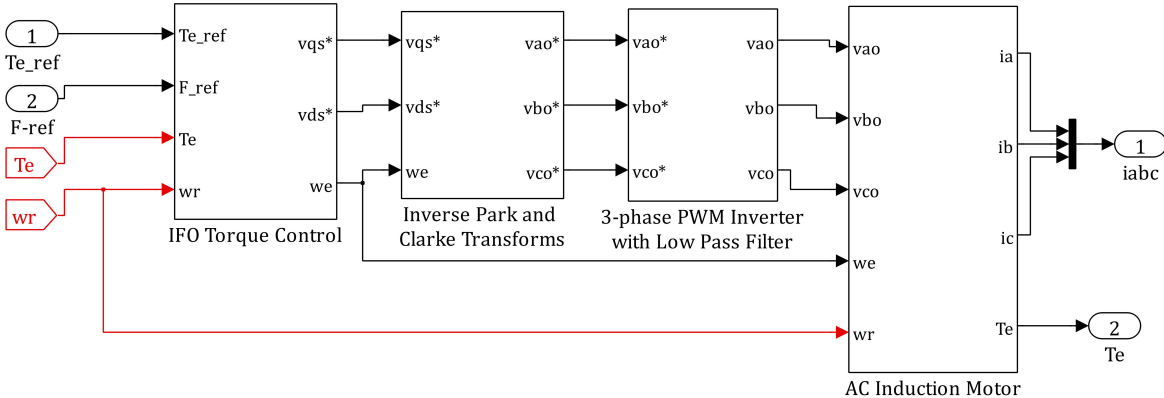 1
Te_ref
2
F-ref
Te
wr
Te_ref
F_ref
Te
wr
vqs*
vds*
we
IFO Torque Control
vqs*
vds*
we
vao*
vbo*
vco*
Inverse Park and
Clarke Transforms
vao*
vbo*
vco*
vao
vbo
vco
3-phase PWM Inverter
with Low Pass Filter
vao
vbo
vco
we
wr
ia
ib
ic
Te
AC Induction Motor
1
iabc
2
Te